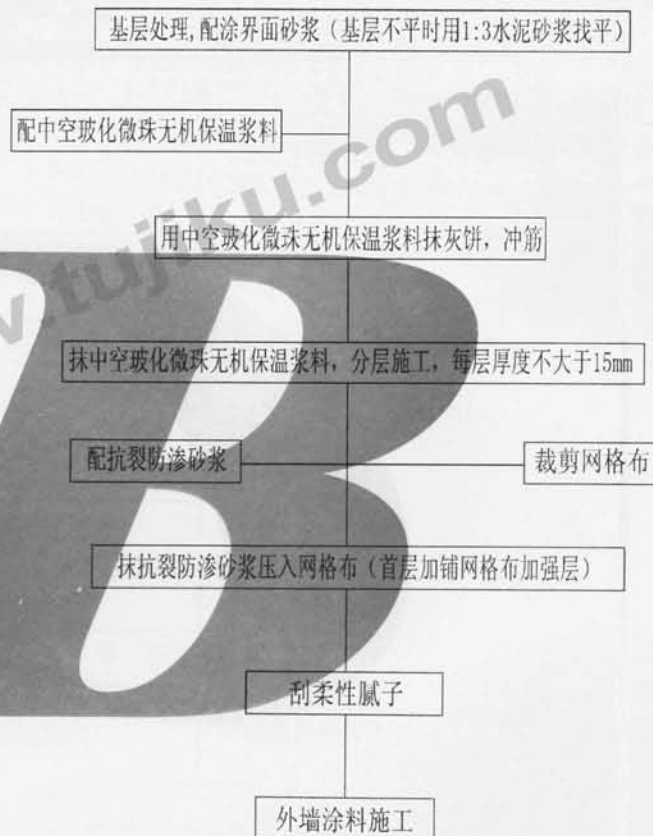 基层处理,配涂界面砂浆（基层不平时用1:3水泥砂浆找平）
配中空玻化微珠无机保温浆料
用中空玻化微珠无机保温浆料抹灰饼，冲筋
抹中空玻化微珠无机保温浆料，分层施工，每层厚度不大于15mm
配抗裂防渗砂浆
裁剪网格布
抹抗裂防渗砂浆压入网格布（首层加铺网格布加强层）
刮柔性腻子
外墙涂料施工
w.tujiku.com
B